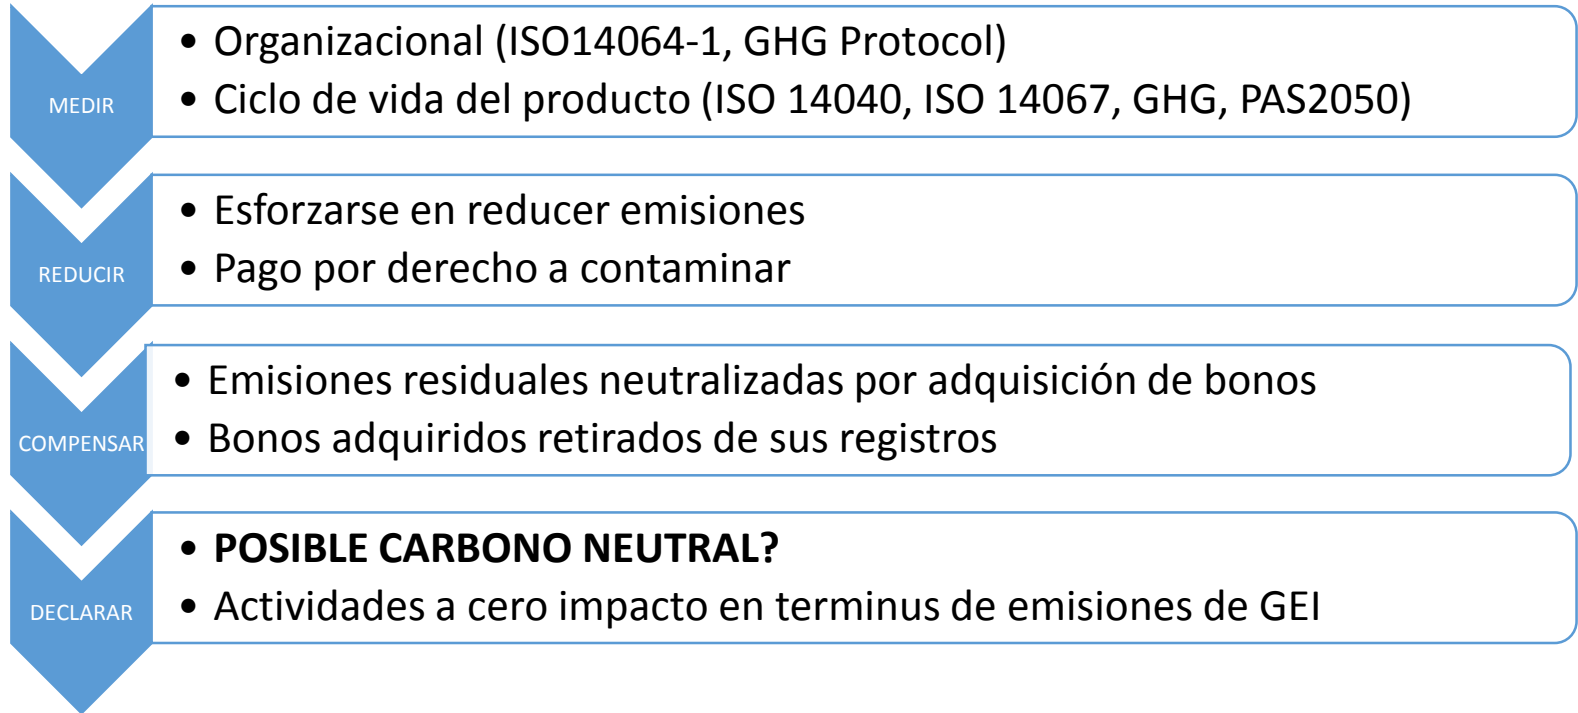 MEDIR
• Organizacional (ISO14064-1, GHG Protocol)
• Ciclo de vida del producto (ISO 14040, ISO 14067, GHG, PAS2050)
REDUCIR
• Esforzarse en reducer emisiones
• Pago por derecho a contaminar
COMPENSAR
• Emisiones residuales neutralizadas por adquisición de bonos
• Bonos adquiridos retirados de sus registros
DECLARAR
• POSIBLE CARBONO NEUTRAL?
• Actividades a cero impacto en terminus de emisiones de GEI